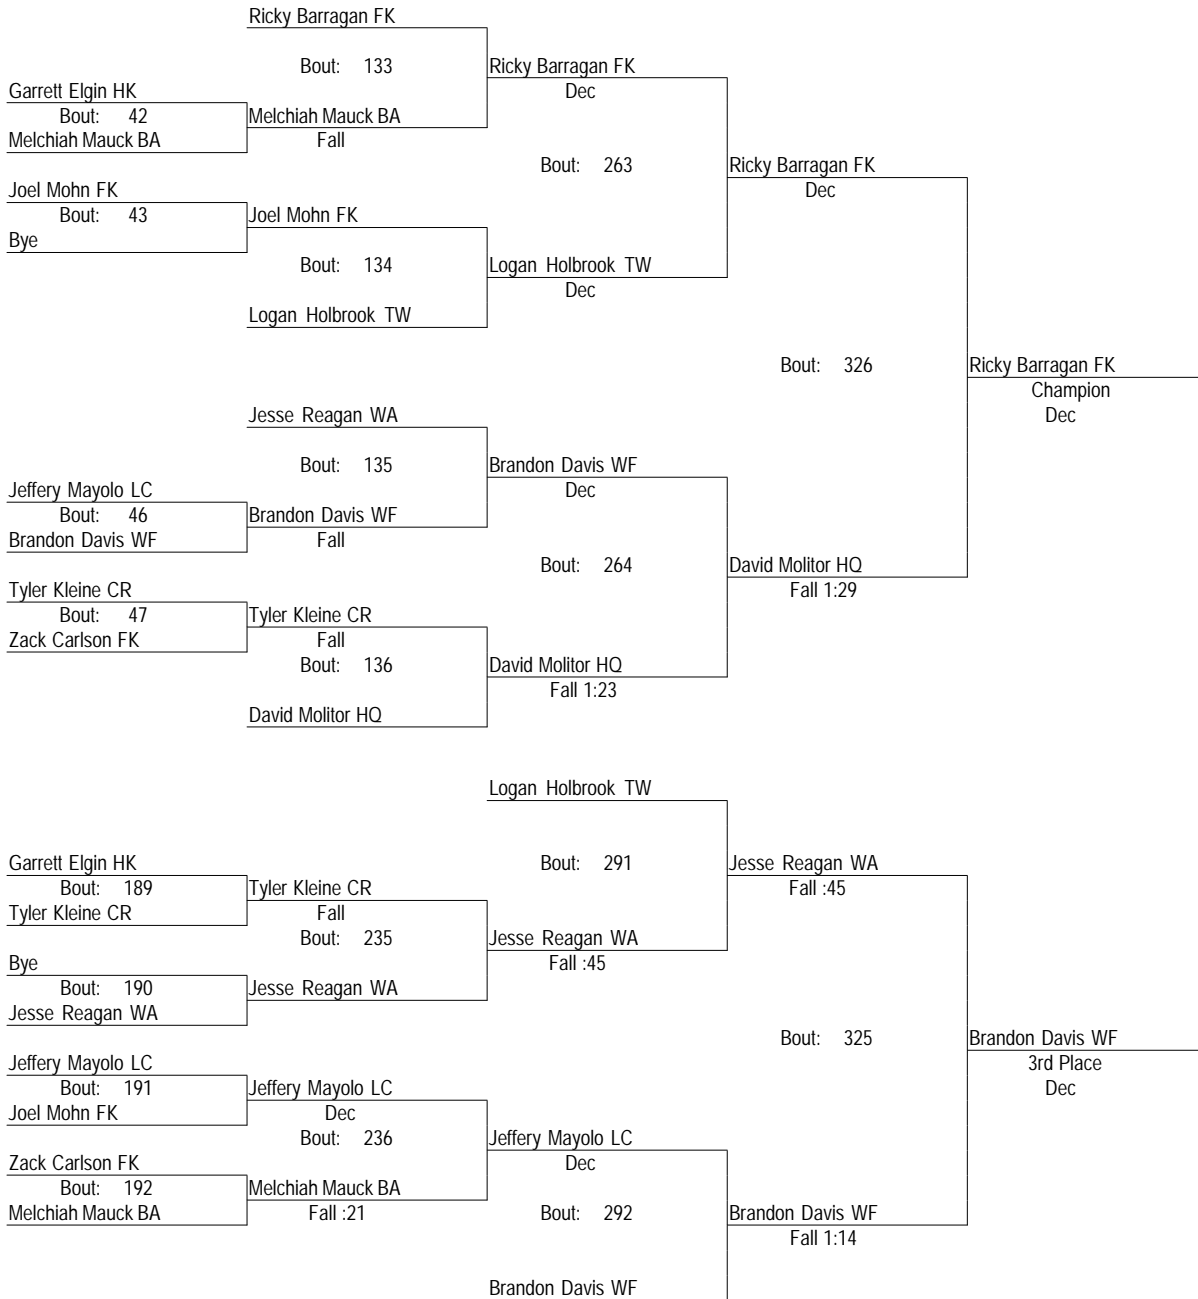 Ricky Barragan FK
Bout: 133
Ricky Barragan FK
Dec
Garrett Elgin HK
Bout: 42
Melchiah Mauck BA
Melchiah Mauck BA
Fall
Bout: 263
Ricky Barragan FK
Dec
Joel Mohn FK
Bout: 43
Bye
Joel Mohn FK
Bout: 134
Logan Holbrook TW
Dec
Logan Holbrook TW
Bout: 326
Ricky Barragan FK
Champion
Dec
Jesse Reagan WA
Bout: 135
Brandon Davis WF
Dec
Jeffery Mayolo LC
Bout: 46
Brandon Davis WF
Brandon Davis WF
Fall
Bout: 264
David Molitor HQ
Fall 1:29
Tyler Kleine CR
Bout: 47
Zack Carlson FK
Tyler Kleine CR
Fall
Bout: 136
David Molitor HQ
Fall 1:23
David Molitor HQ
Logan Holbrook TW
Bout: 291
Jesse Reagan WA
Fall :45
Garrett Elgin HK
Bout: 189
Tyler Kleine CR
Tyler Kleine CR
Fall
Bout: 235
Jesse Reagan WA
Fall :45
Bye
Bout: 190
Jesse Reagan WA
Jesse Reagan WA
Bout: 325
Brandon Davis WF
3rd Place
Dec
Jeffery Mayolo LC
Bout: 191
Joel Mohn FK
Jeffery Mayolo LC
Dec
Bout: 236
Jeffery Mayolo LC
Dec
Zack Carlson FK
Bout: 192
Melchiah Mauck BA
Melchiah Mauck BA
Fall :21
Bout: 292
Brandon Davis WF
Fall 1:14
Brandon Davis WF